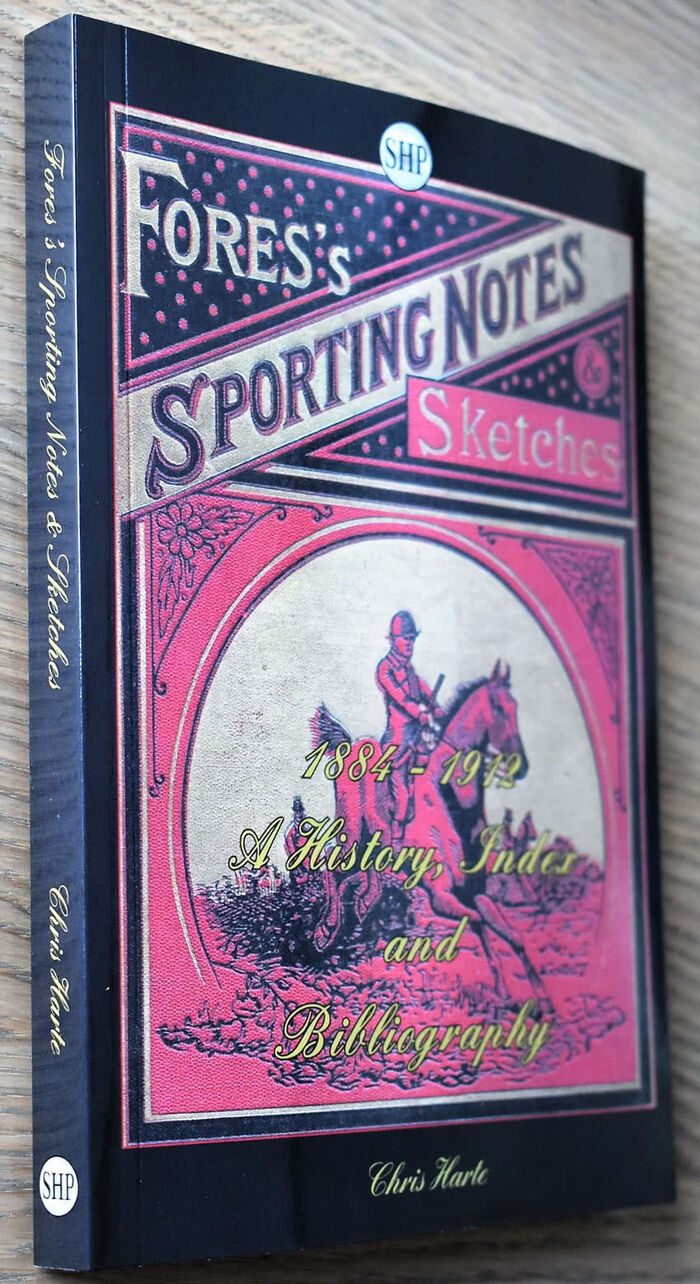 SHP
FORES'S
SPORTING NOTES
&
Sketches
1884 - 1912
A History, Index
and
Bibliography
Chris Harte
Fores's Sporting Notes & Sketches
Chris Harte
SHP